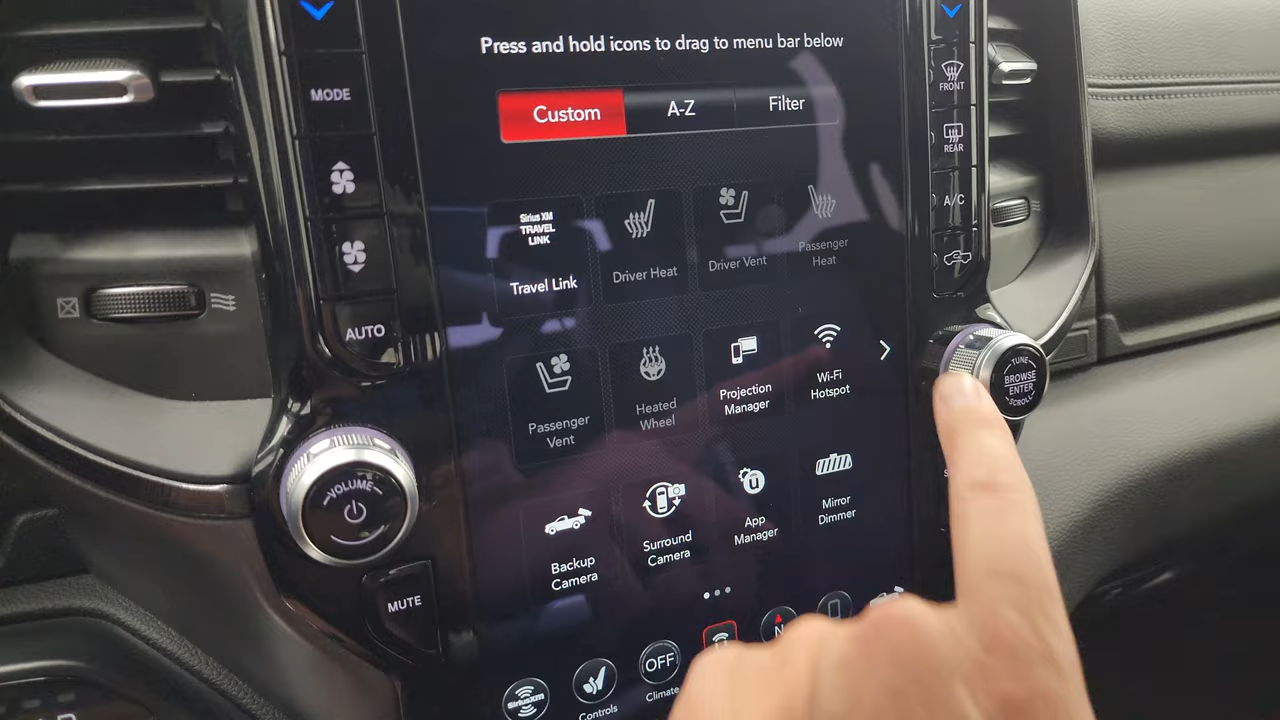 Press and hold icons to drag to menu bar below
Custom
A-Z
Filter
MODE
AUTO
VOLUME
MUTE
FRONT
REAR
A/C
TUNE
BROWSE
ENTER
SCROLL
Sirius XM
TRAVEL
LINK
Travel Link
Driver Heat
Driver Vent
Passenger
Heat
Passenger
Vent
Heated
Wheel
Projection
Manager
Wi-Fi
Hotspot
Backup
Camera
Surround
Camera
u
App
Manager
Mirror
Dimmer
SiriusXM
Controls
OFF
Climate
N